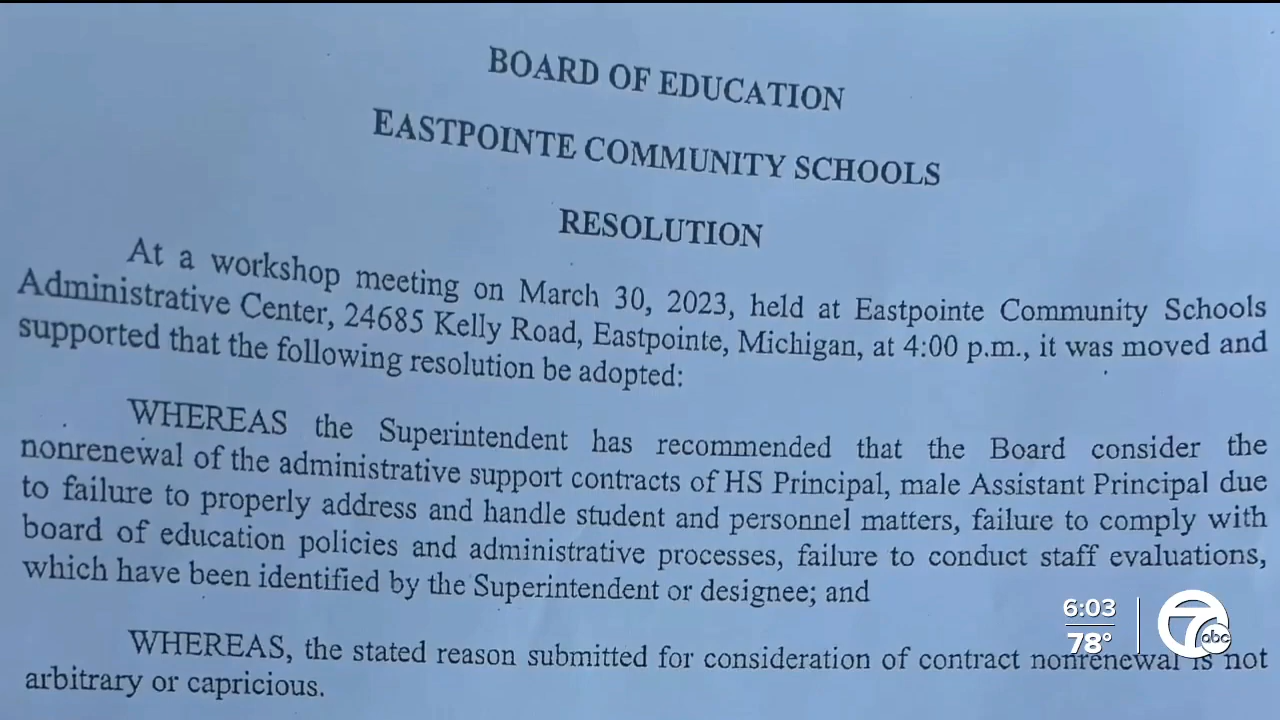 BOARD OF EDUCATION
EASTPOINTE COMMUNITY SCHOOLS
RESOLUTION
At a workshop meeting on March 30, 2023, held at Eastpointe Community Schools
Administrative Center, 24685 Kelly Road, Eastpointe, Michigan, at 4:00 p.m., it was moved and
supported that the following resolution be adopted:
WHEREAS the Superintendent has recommended that the Board consider the
nonrenewal of the administrative support contracts of HS Principal, male Assistant Principal due
to failure to properly address and handle student and personnel matters, failure to comply with
board of education policies and administrative processes, failure to conduct staff evaluations,
which have been identified by the Superintendent or designee; and
WHEREAS, the stated reason submitted for consideration of contract nonrenewal is not
arbitrary or capricious.
6:03
78°
7 abc